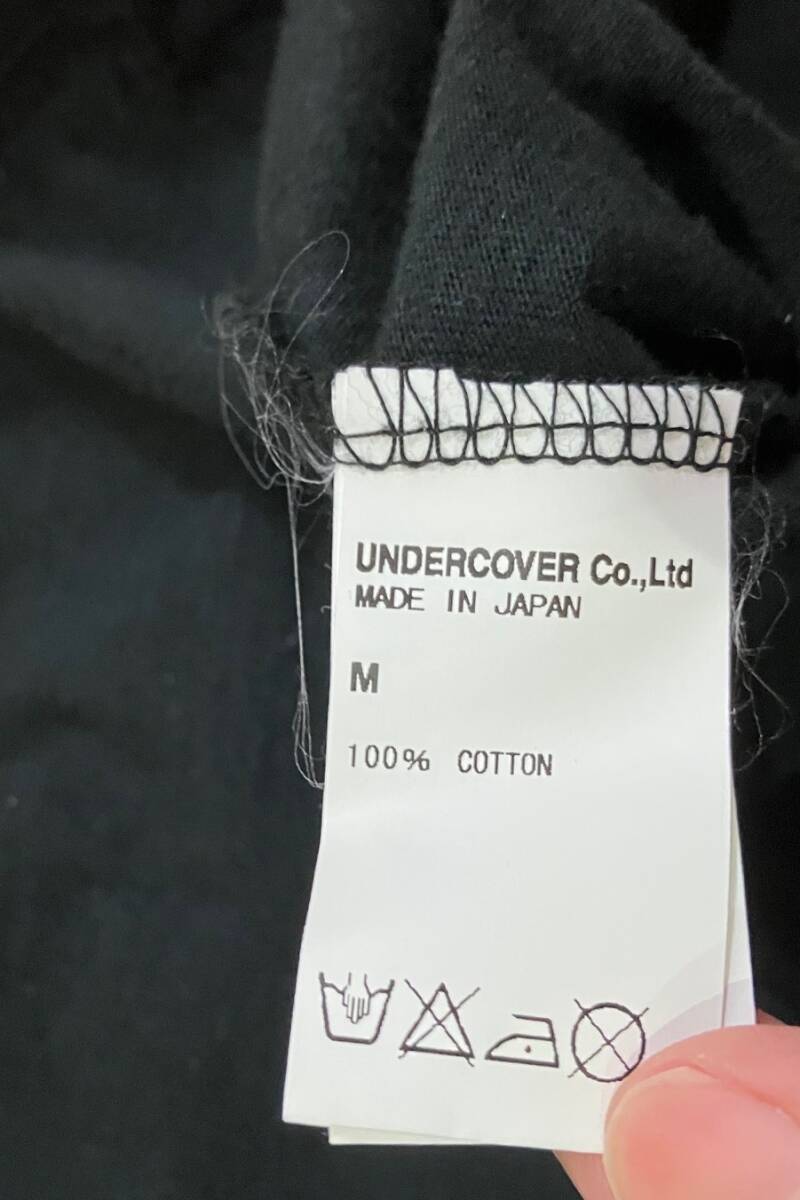 UNDERCOVER Co.,Ltd
MADE IN JAPAN
M
100% COTTON